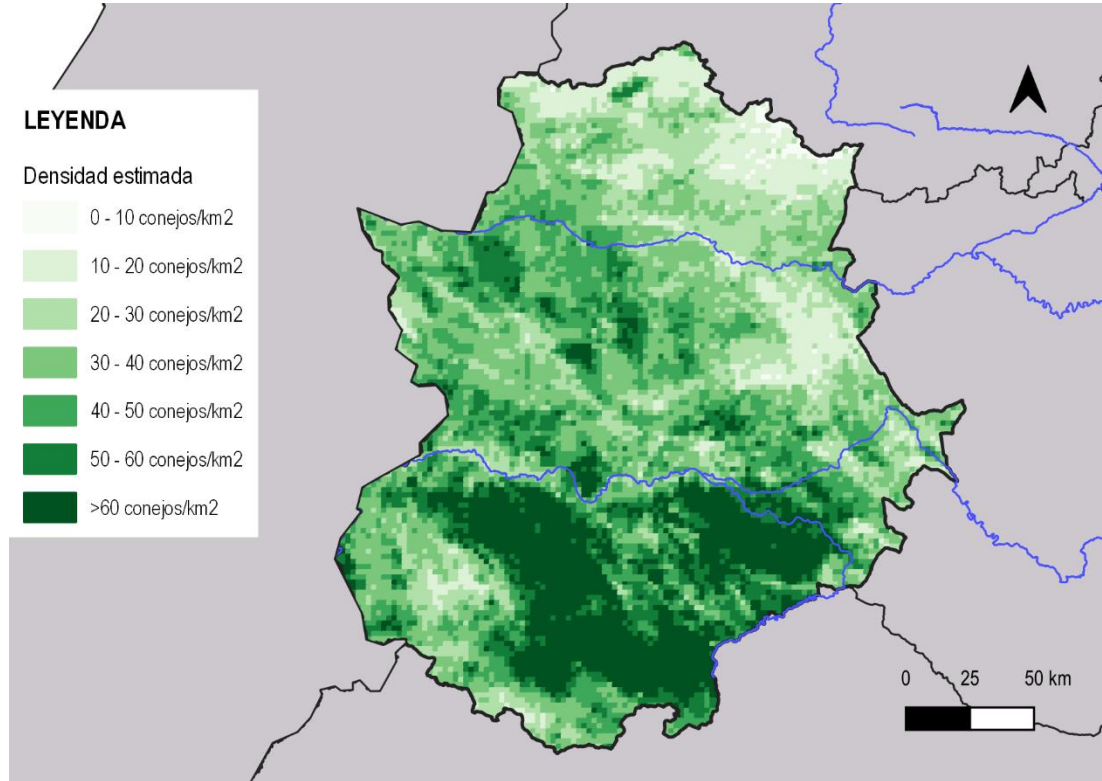 LEYENDA
Densidad estimada
0 - 10 conejos/km2
10 - 20 conejos/km2
20 - 30 conejos/km2
30 - 40 conejos/km2
40 - 50 conejos/km2
50 - 60 conejos/km2
>60 conejos/km2
0 25 50 km